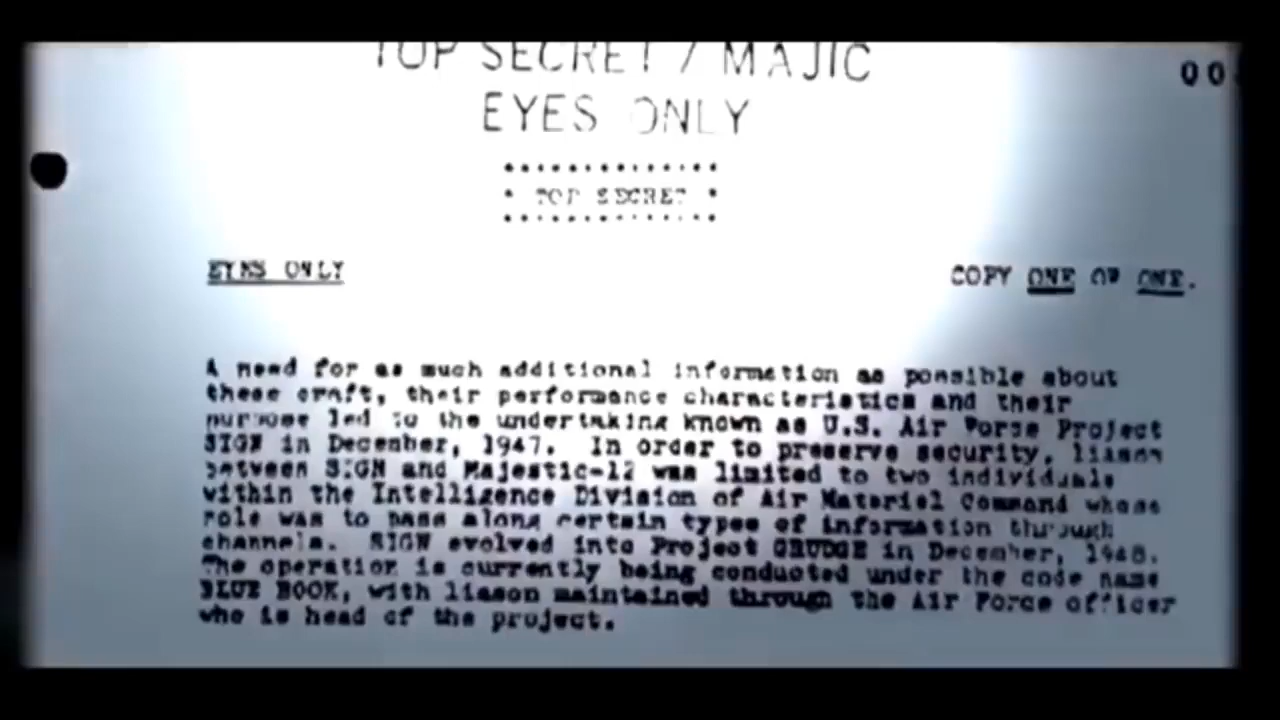 TOP SECRET / MAJIC
EYES ONLY
00
* TOP SECRET *
EYES ONLY
COPY ONE OF ONE.
A need for as much additional information as possible about
these craft, their performance characteristics and their
purpose led to the undertaking known as U.S. Air Force Project
SIGN in December, 1947. In order to preserve security, liason
between SIGN and Majestic-12 was limited to two individuals
within the Intelligence Division of Air Materiel Command whose
role was to pass along certain types of information through
channels. SIGN evolved into Project GRUDGE in December, 1948.
The operation is currently being conducted under the code name
BLUE BOOK, with liason maintained through the Air Force officer
who is head of the project.